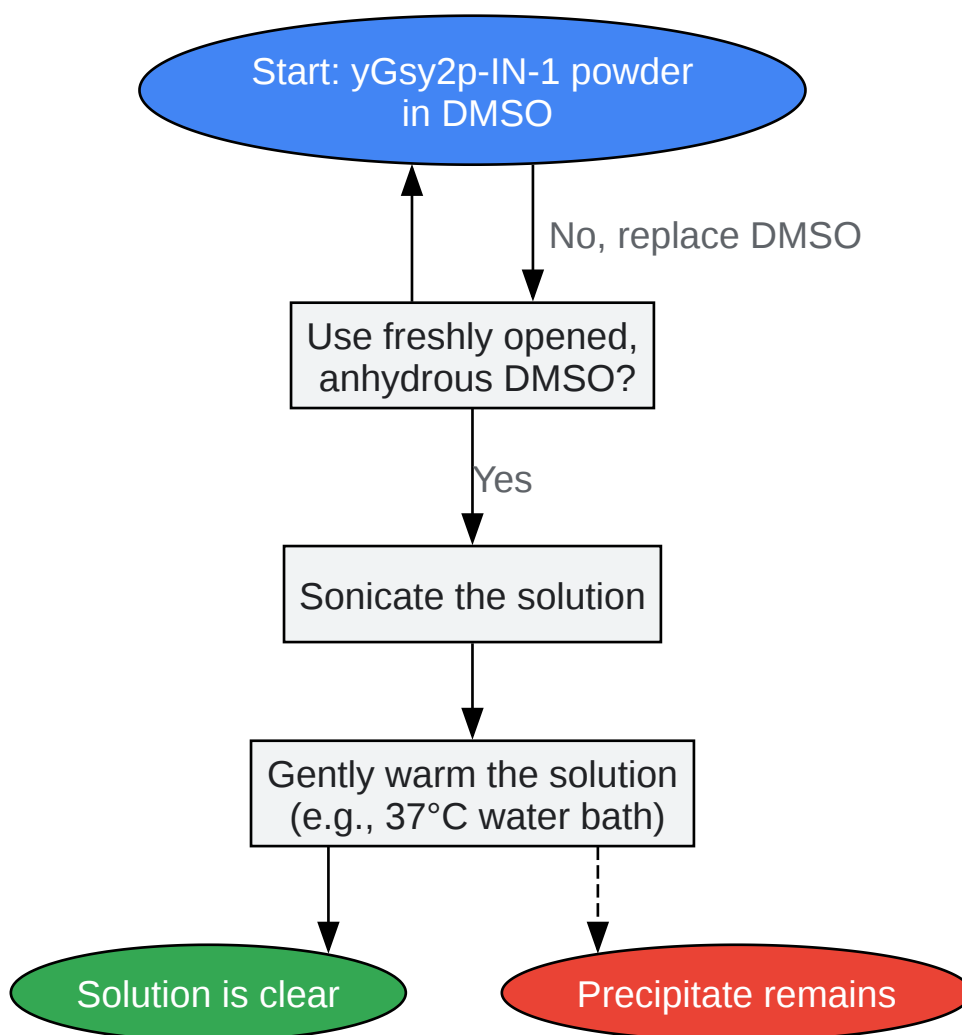 Start: yGsy2p-IN-1 powder
in DMSO
No, replace DMSO
Use freshly opened,
anhydrous DMSO?
Yes
Sonicate the solution
Gently warm the solution
(e.g., 37°C water bath)
Solution is clear
Precipitate remains